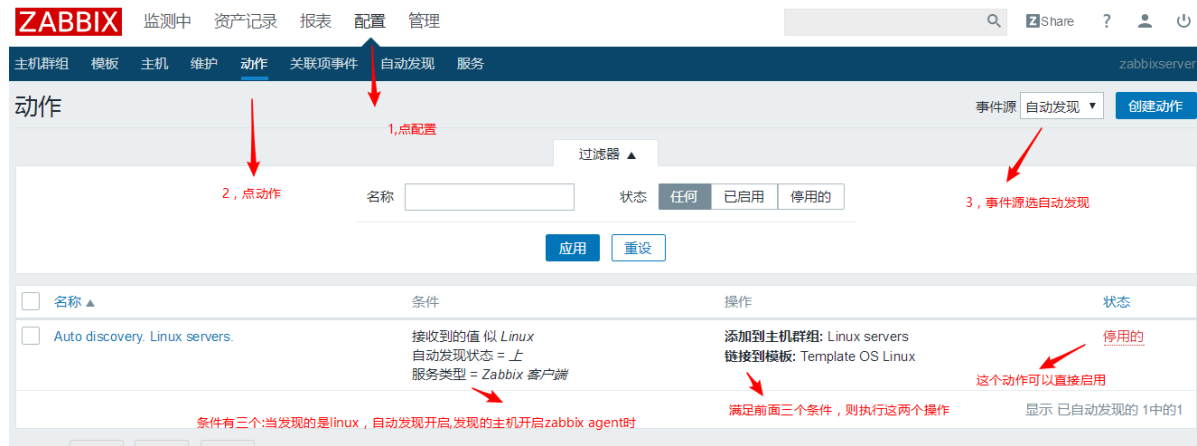 ZABBIX 监测中 资产记录 报表 配置 管理 ZShare ?
主机群组 模板 主机 维护 动作 关联项事件 自动发现 服务 zabbixserver
动作 事件源 自动发现 ▼ 创建动作
1,点配置
过滤器 ▲
2，点动作
名称 状态 任何 已启用 停用的
3，事件源选自动发现
应用 重设
名称 ▲ 条件 操作 状态
Auto discovery. Linux servers. 接收到的值 似 Linux 添加到主机群组: Linux servers 停用的
自动发现状态 = 上 链接到模板: Template OS Linux
服务类型 = Zabbix 客户端
这个动作可以直接启用
条件有三个:当发现的是linux，自动发现开启,发现的主机开启zabbix agent时
满足前面三个条件，则执行这两个操作
显示 已自动发现的 1中的1